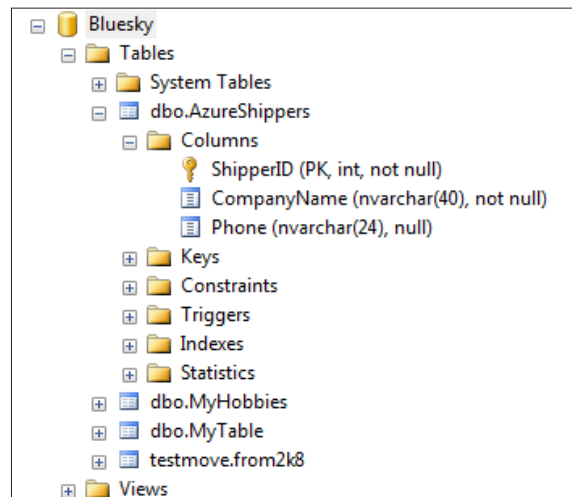 Bluesky
Tables
System Tables
dbo.AzureShippers
Columns
ShipperID (PK, int, not null)
CompanyName (nvarchar(40), not null)
Phone (nvarchar(24), null)
Keys
Constraints
Triggers
Indexes
Statistics
dbo.MyHobbies
dbo.MyTable
testmove.from2k8
Views